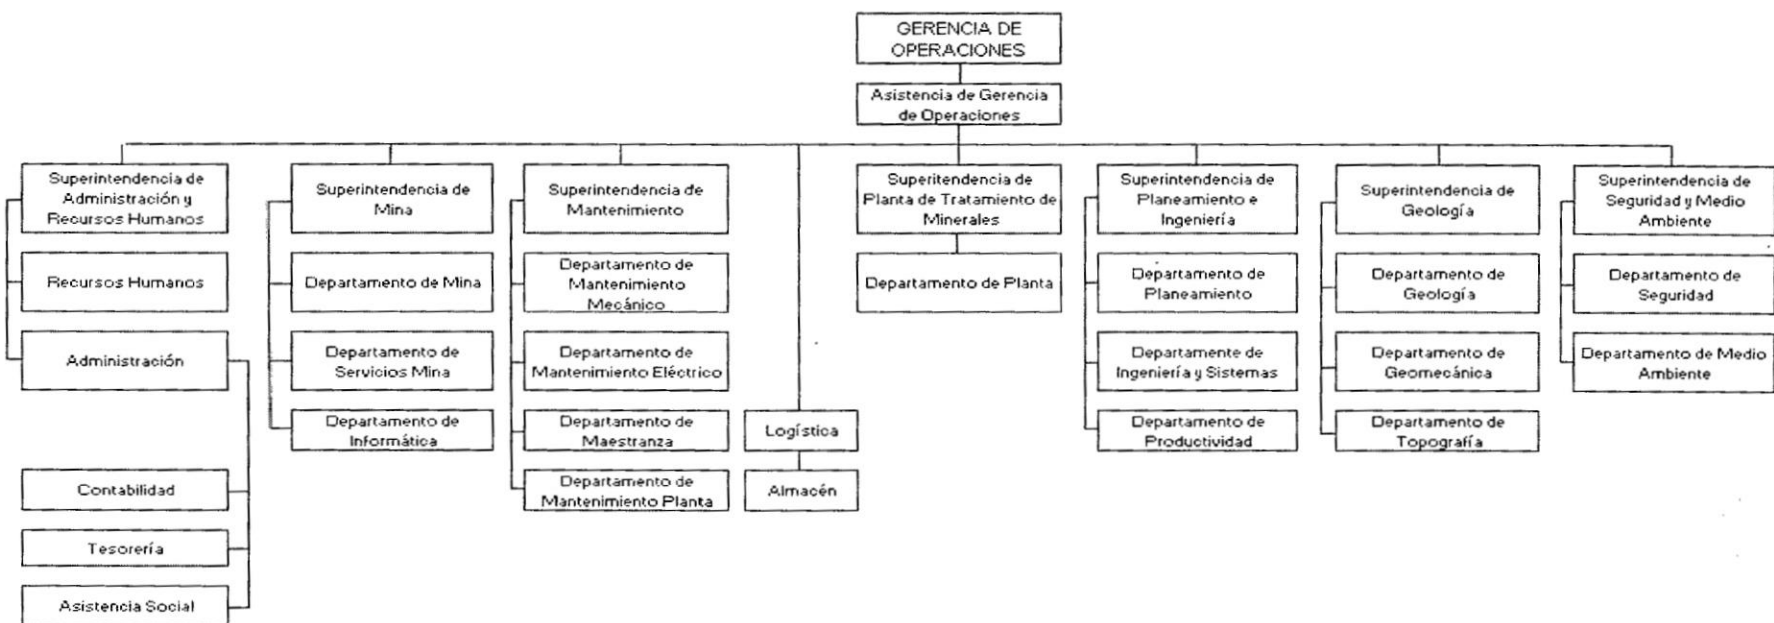 GERENCIA DE
OPERACIONES
Asistencia de Gerencia
de Operaciones
Superintendencia de
Administración y
Recursos Humanos
Recursos Humanos
Administración
Contabilidad
Tesorería
Asistencia Social
Superintendencia de
Mina
Departamento de Mina
Departamento de
Servicios Mina
Departamento de
Informática
Superintendencia de
Mantenimiento
Departamento de
Mantenimiento
Mecánico
Departamento de
Mantenimiento Eléctrico
Departamento de
Maestranza
Departamento de
Mantenimiento Planta
Logística
Almacén
Superitendencia de
Planta de Tratamiento de
Minerales
Departamento de Planta
Superintendencia de
Planeamiento e
Ingeniería
Departamento de
Planeamiento
Departamente de
Ingeniería y Sistemas
Departamento de
Productividad
Superintendencia de
Geología
Departamento de
Geología
Departamento de
Geomecánica
Departamento de
Topografía
Superintendencia de
Seguridad y Medio
Ambiente
Departamento de
Seguridad
Departamento de Medio
Ambiente